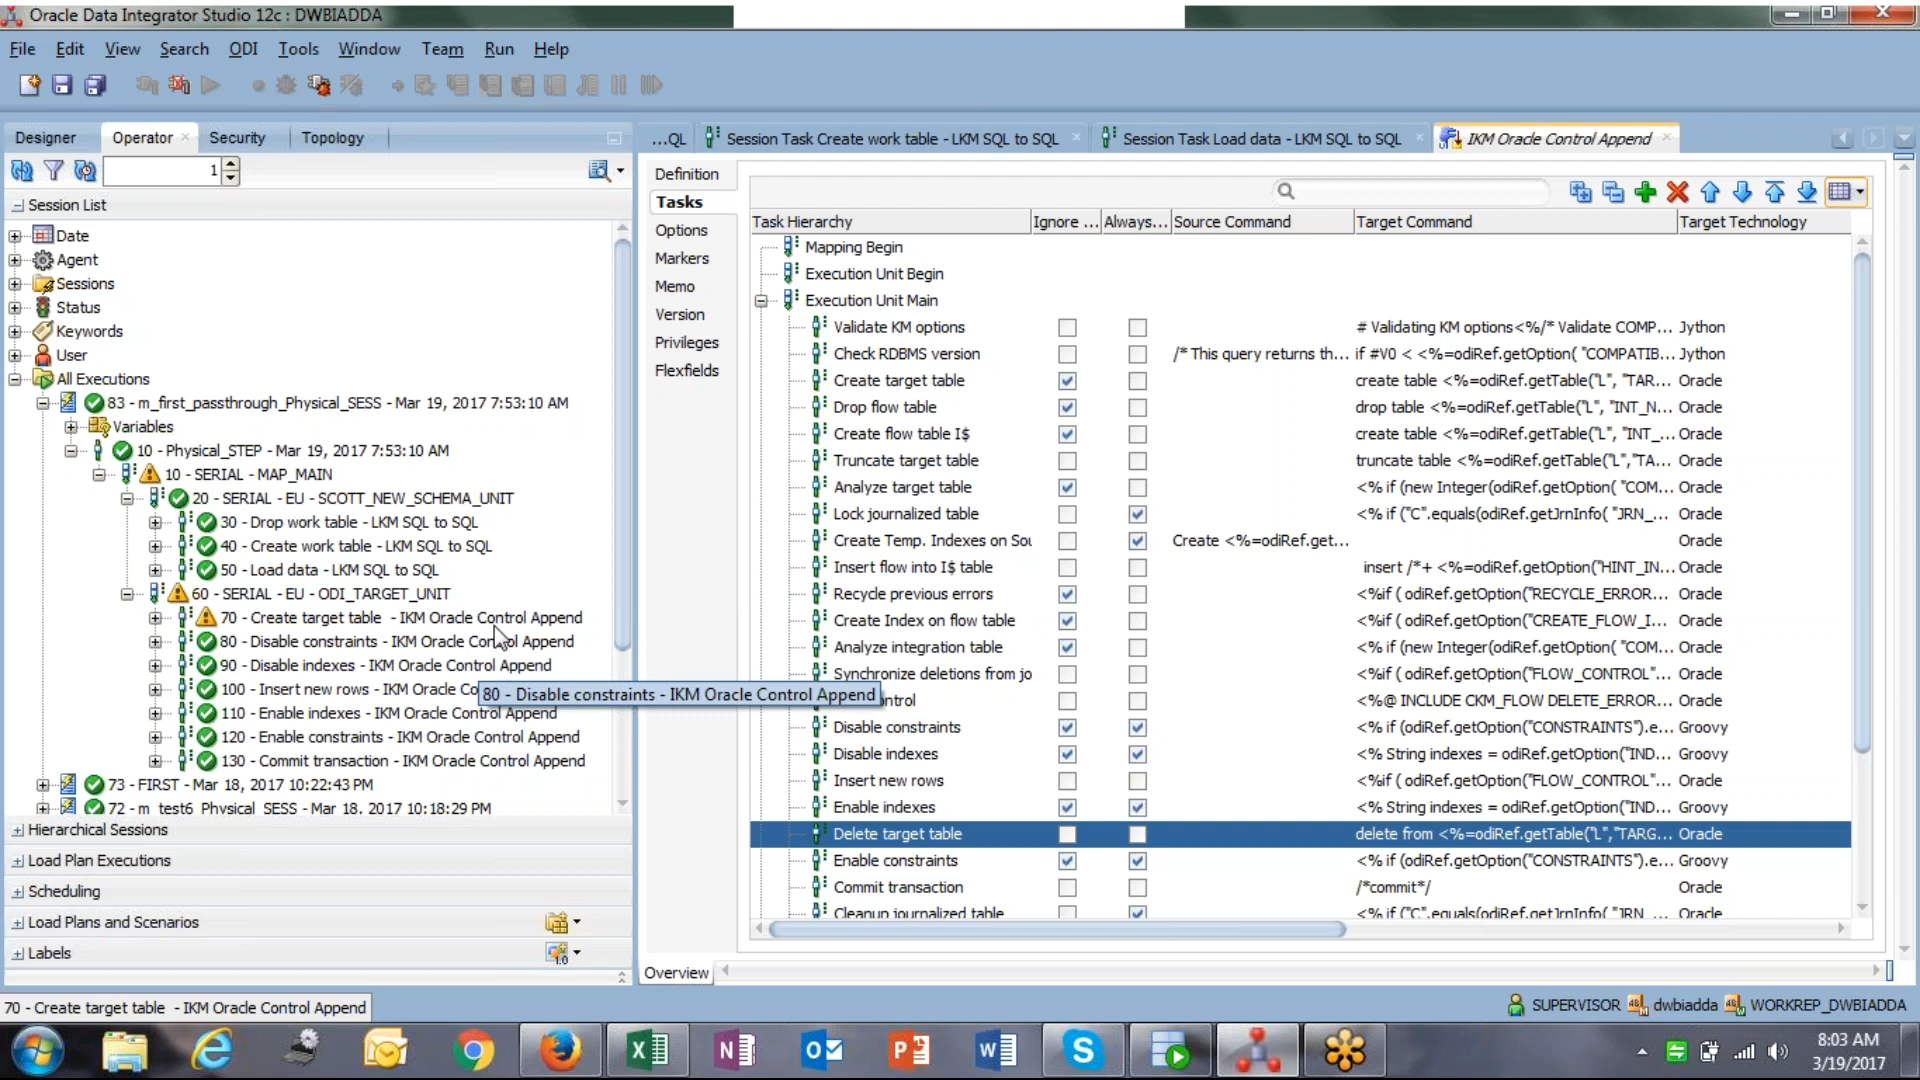 Oracle Data Integrator Studio 12c : DWBIADDA
File Edit View Search ODI Tools Window Team Run Help
Designer Operator Security Topology
1
Session List
Date
Agent
Sessions
Status
Keywords
User
All Executions
83 - m_first_passthrough_Physical_SESS - Mar 19, 2017 7:53:10 AM
Variables
10 - Physical_STEP - Mar 19, 2017 7:53:10 AM
10 - SERIAL - MAP_MAIN
20 - SERIAL - EU - SCOTT_NEW_SCHEMA_UNIT
30 - Drop work table - LKM SQL to SQL
40 - Create work table - LKM SQL to SQL
50 - Load data - LKM SQL to SQL
60 - SERIAL - EU - ODI_TARGET_UNIT
70 - Create target table - IKM Oracle Control Append
80 - Disable constraints - IKM Oracle Control Append
90 - Disable indexes - IKM Oracle Control Append
100 - Insert new rows - IKM Oracle Co
80 - Disable constraints - IKM Oracle Control Append
110 - Enable indexes - IKM Oracle Control Append
120 - Enable constraints - IKM Oracle Control Append
130 - Commit transaction - IKM Oracle Control Append
73 - FIRST - Mar 18, 2017 10:22:43 PM
72 - m_test6_Physical_SESS - Mar 18, 2017 10:18:29 PM
Hierarchical Sessions
Load Plan Executions
Scheduling
Load Plans and Scenarios
Labels
...QL Session Task Create work table - LKM SQL to SQL Session Task Load data - LKM SQL to SQL IKM Oracle Control Append
Definition
Tasks
Options
Markers
Memo
Version
Privileges
Flexfields
Task Hierarchy Ignore ... Always... Source Command Target Command Target Technology
Mapping Begin
Execution Unit Begin
Execution Unit Main
Validate KM options # Validating KM options<%/* Validate COMP... Jython
Check RDBMS version /* This query returns th... if #V0 < <%=odiRef.getOption( "COMPATIB... Jython
Create target table create table <%=odiRef.getTable("L", "TAR... Oracle
Drop flow table drop table <%=odiRef.getTable("L", "INT_N... Oracle
Create flow table I$ create table <%=odiRef.getTable("L", "INT_... Oracle
Truncate target table truncate table <%=odiRef.getTable("L","TA... Oracle
Analyze target table <% if (new Integer(odiRef.getOption( "COM... Oracle
Lock journalized table <% if ("C".equals(odiRef.getJrnInfo( "JRN_... Oracle
Create Temp. Indexes on Sou Create <%=odiRef.get... Oracle
Insert flow into I$ table insert /*+ <%=odiRef.getOption("HINT_IN... Oracle
Recycle previous errors <%if ( odiRef.getOption("RECYCLE_ERROR... Oracle
Create Index on flow table <%if ( odiRef.getOption("CREATE_FLOW_I... Oracle
Analyze integration table <% if (new Integer(odiRef.getOption( "COM... Oracle
Synchronize deletions from jo <%if ( odiRef.getOption("FLOW_CONTROL"... Oracle
ntrol <%@ INCLUDE CKM_FLOW DELETE_ERROR... Oracle
Disable constraints <% if (odiRef.getOption("CONSTRAINTS").e... Groovy
Disable indexes <% String indexes = odiRef.getOption("IND... Groovy
Insert new rows <%if ( odiRef.getOption("FLOW_CONTROL"... Oracle
Enable indexes <% String indexes = odiRef.getOption("IND... Groovy
Delete target table delete from <%=odiRef.getTable("L","TARG... Oracle
Enable constraints <% if (odiRef.getOption("CONSTRAINTS").e... Groovy
Commit transaction /*commit*/ Oracle
Cleanup journalized table <% if ("C".equals(odiRef.getJrnInfo( "JRN_... Oracle
Overview
70 - Create target table - IKM Oracle Control Append
SUPERVISOR dwbiadda WORKREP_DWBIADDA
8:03 AM
3/19/2017